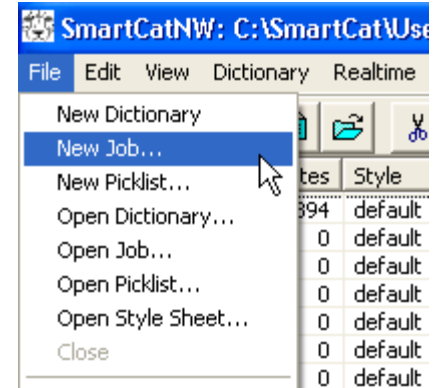 SmartCatNW: C:\SmartCat\Use
File Edit View Dictionary Realtime
New Dictionary
New Job...
New Picklist...
Open Dictionary...
Open Job...
Open Picklist...
Open Style Sheet...
Close
tes Style
394 default
0 default
0 default
0 default
0 default
0 default
0 default